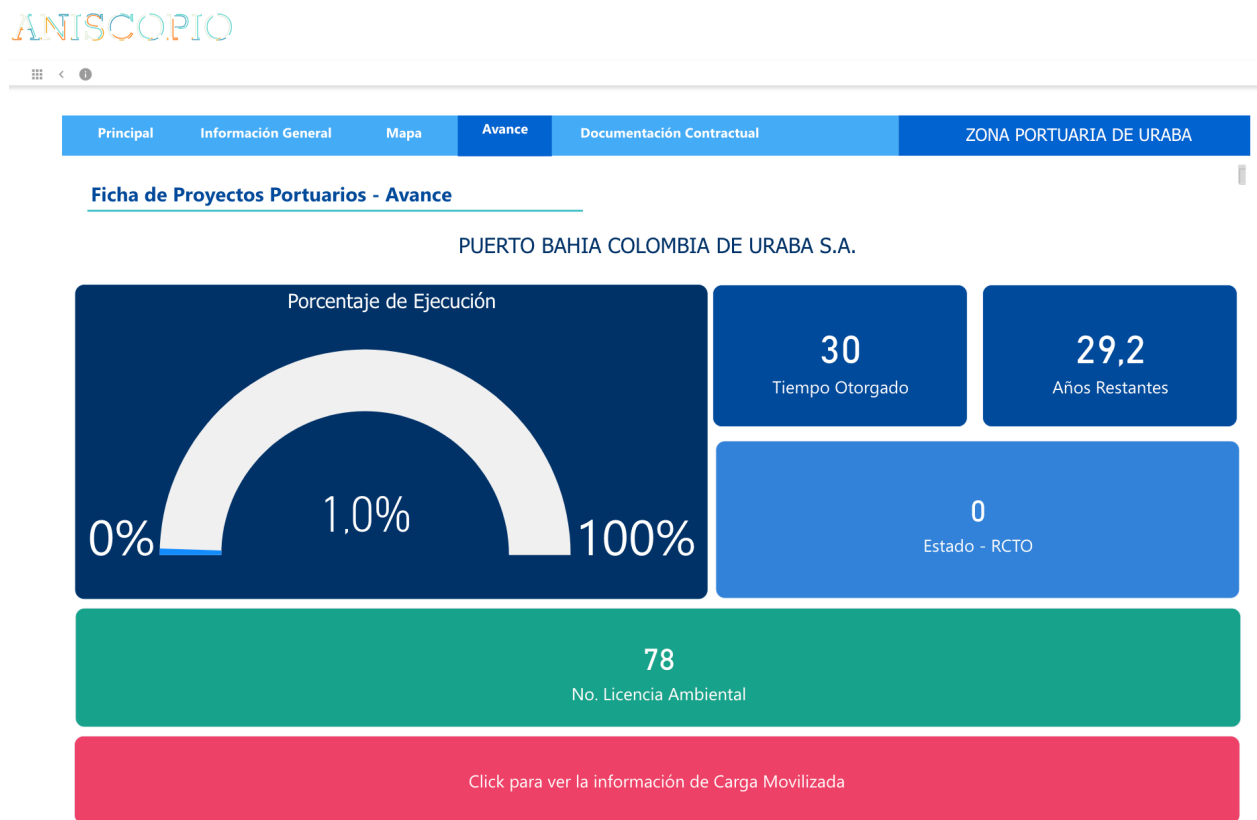 ANISCOPIO
Principal Información General Mapa Avance Documentación Contractual ZONA PORTUARIA DE URABA
Ficha de Proyectos Portuarios - Avance
PUERTO BAHIA COLOMBIA DE URABA S.A.
Porcentaje de Ejecución
0% 1,0% 100%
30
Tiempo Otorgado
29,2
Años Restantes
0
Estado - RCTO
78
No. Licencia Ambiental
Click para ver la información de Carga Movilizada